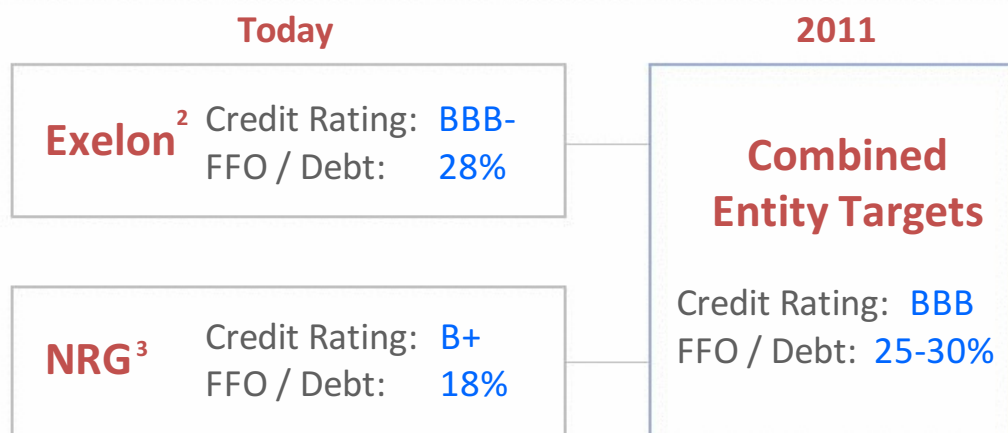 Today
2011
Exelon²
Credit Rating: BBB-
FFO / Debt: 28%
Combined
Entity Targets
Credit Rating: BBB
FFO / Debt: 25-30%
NRG³
Credit Rating: B+
FFO / Debt: 18%